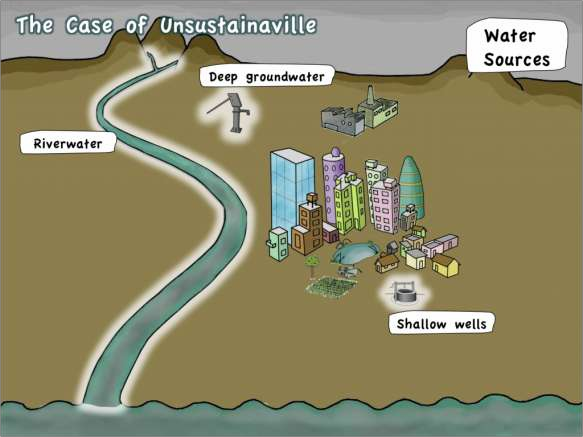 The Case of Unsustainaville
Water
Sources
Deep groundwater
Riverwater
Shallow wells